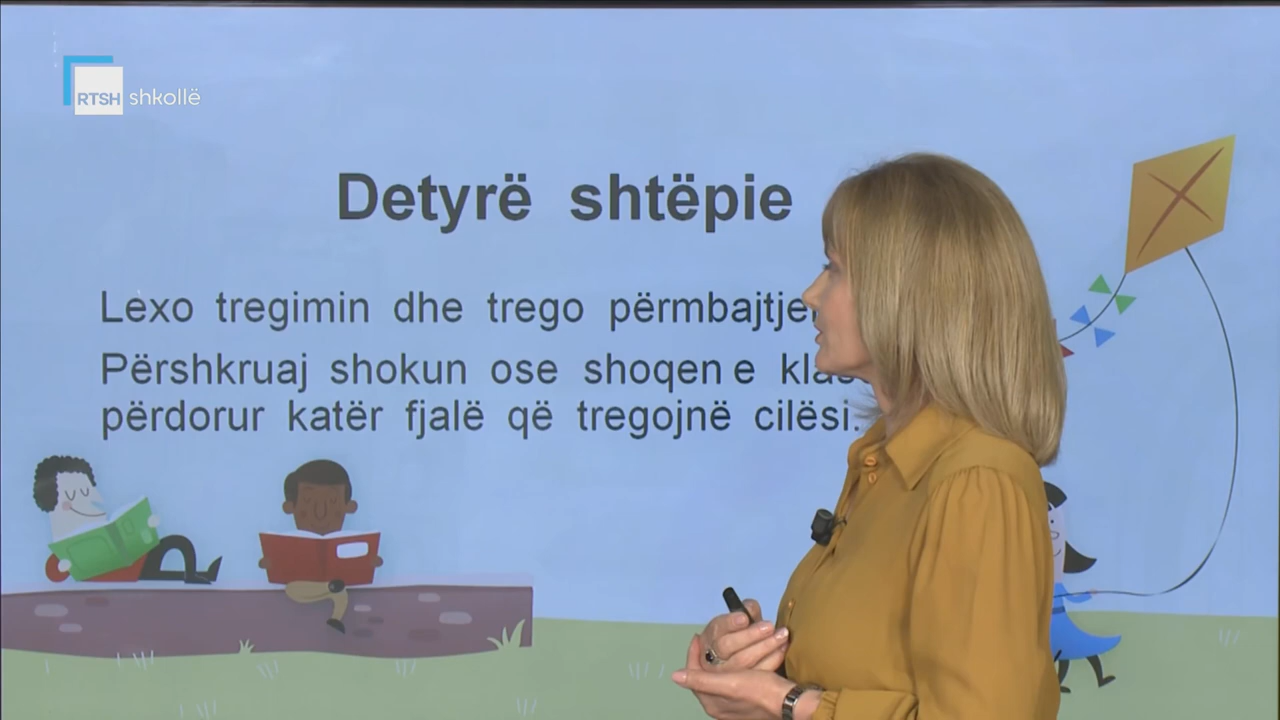 RTSH shkollë
Detyrë shtëpie
Lexo tregimin dhe trego
Përshkruaj shokun ose shoqen e
përdorur katër fjalë që tregojnë cilësi.